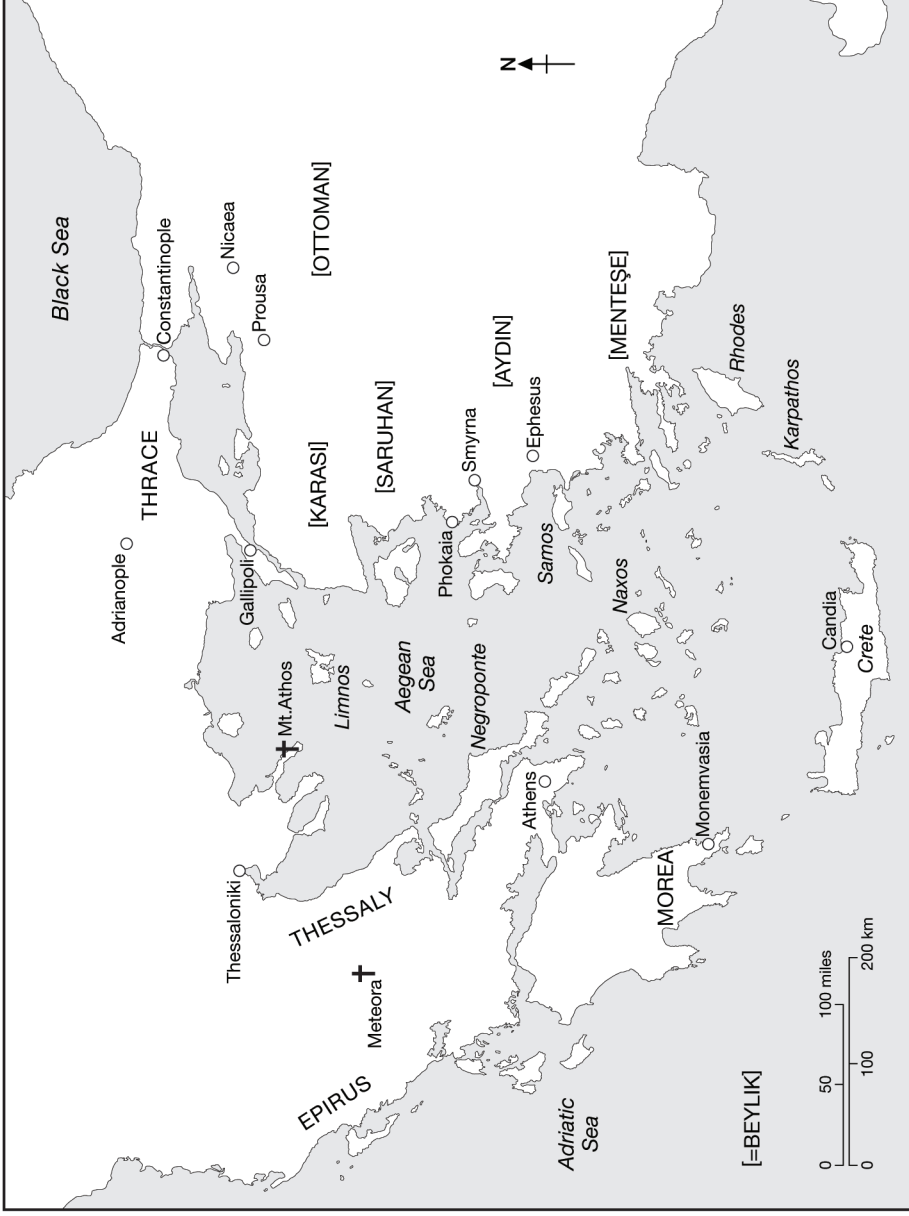 Black Sea
N
Constantinople
Nicaea
Prousa
[OTTOMAN]
THRACE
Adrianople
Gallipoli
[KARASI]
[SARUHAN]
[AYDIN]
[MENTEŞE]
Smyrna
Phokaia
Ephesus
Samos
Rhodes
Karpathos
Naxos
Mt.Athos
Limnos
Aegean
Sea
Negroponte
Thessaloniki
THESSALY
Meteora
EPIRUS
Athens
MOREA
Monemvasia
Candia
Crete
Adriatic
Sea
[=BEYLIK]
0 50 100 miles
0 100 200 km